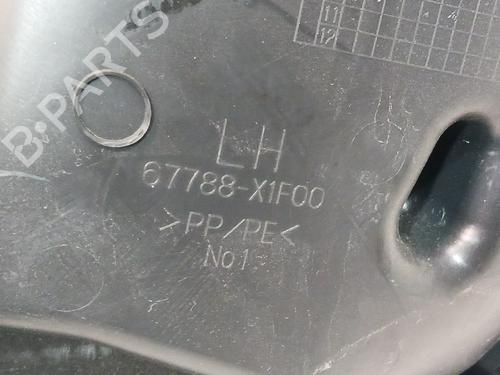 B-PARTS
11
12
LH
67788-X1F00
>PP/PE<
No1